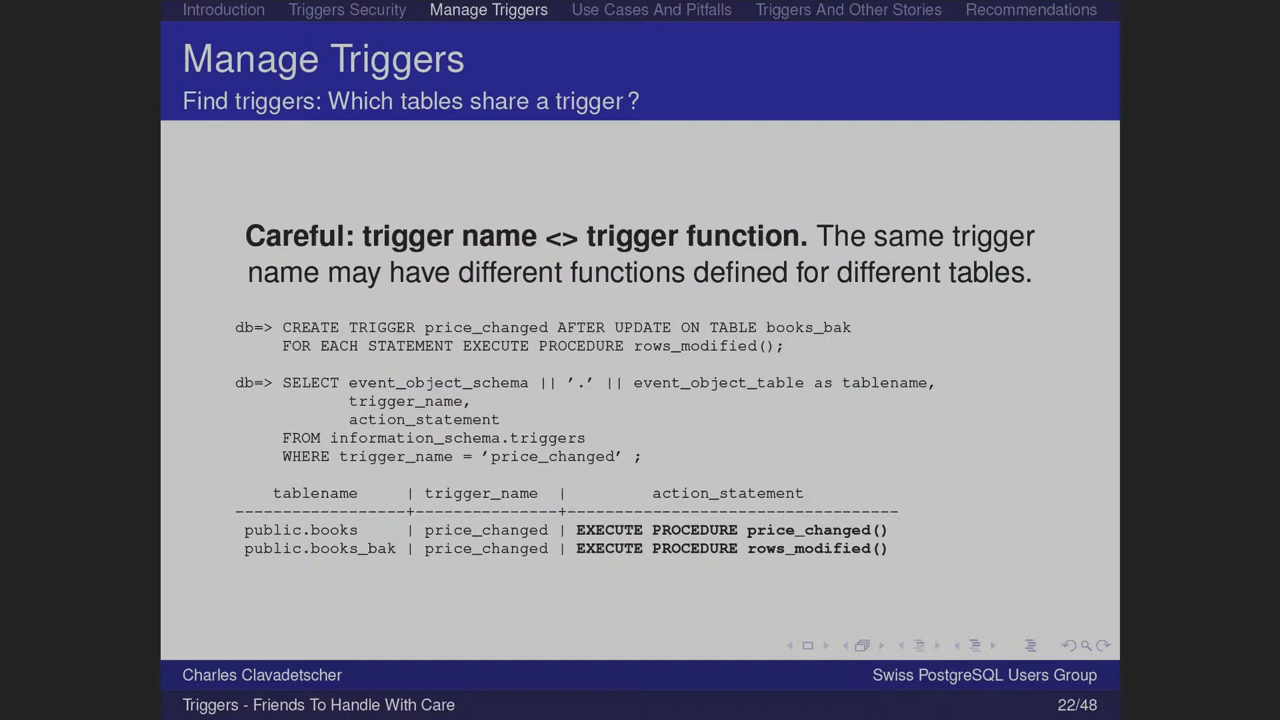 Introduction Triggers Security Manage Triggers Use Cases And Pitfalls Triggers And Other Stories Recommendations
Manage Triggers
Find triggers: Which tables share a trigger ?
Careful: trigger name <> trigger function. The same trigger
name may have different functions defined for different tables.
db=> CREATE TRIGGER price_changed AFTER UPDATE ON TABLE books_bak
FOR EACH STATEMENT EXECUTE PROCEDURE rows_modified();
db=> SELECT event_object_schema || ’.’ || event_object_table as tablename,
trigger_name,
action_statement
FROM information_schema.triggers
WHERE trigger_name = ’price_changed’ ;
tablename | trigger_name | action_statement
------------------+---------------+-----------------------------------
public.books | price_changed | EXECUTE PROCEDURE price_changed()
public.books_bak | price_changed | EXECUTE PROCEDURE rows_modified()
Charles Clavadetscher Swiss PostgreSQL Users Group
Triggers - Friends To Handle With Care 22/48